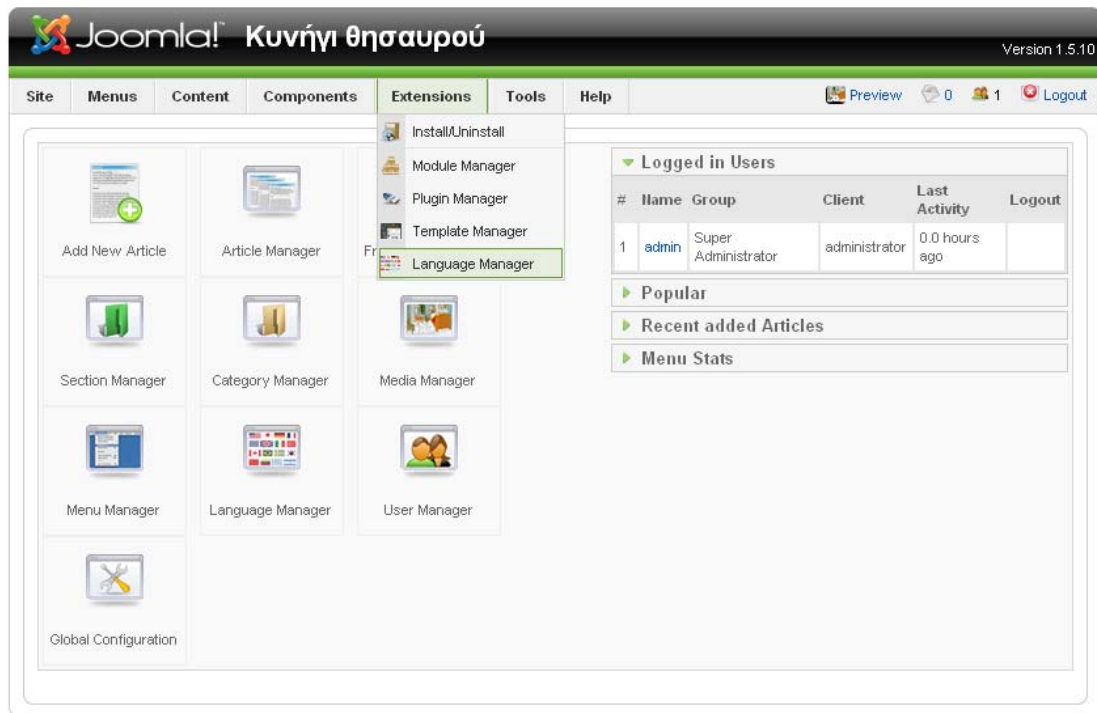 Joomla! Κυνήγι θησαυρού
Version 1.5.10
Site Menus Content Components Extensions Tools Help Preview 0 1 Logout
Install/Uninstall
Module Manager
Plugin Manager
Template Manager
Language Manager
Add New Article
Article Manager
Fr
Section Manager
Category Manager
Media Manager
Menu Manager
Language Manager
User Manager
Global Configuration
Logged in Users
# Name Group Client Last Activity Logout
1 admin Super Administrator administrator 0.0 hours ago
Popular
Recent added Articles
Menu Stats